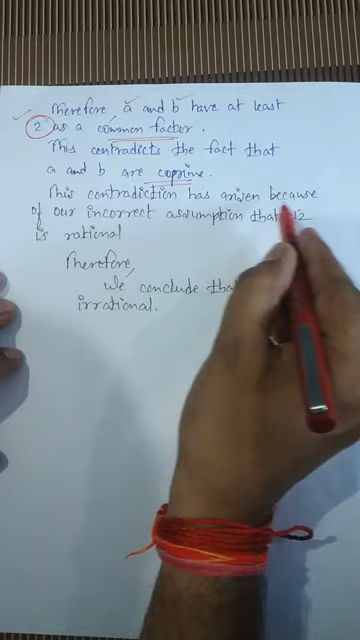 Therefore, a and b have at least
2 as a common factor.
This contradicts the fact that
a and b are coprime.
This contradiction has arisen because
of our incorrect assumption that √2
is rational
Therefore,
We conclude
irrational.